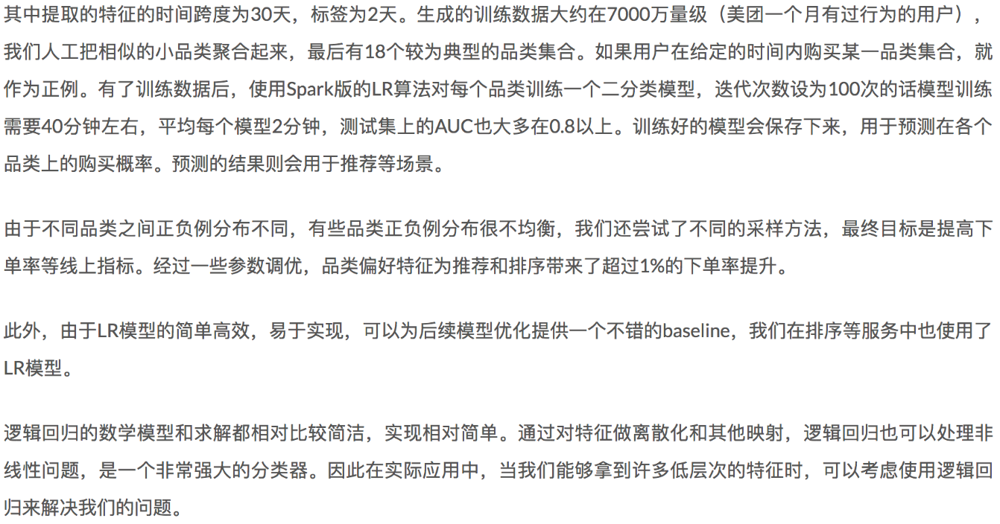 其中提取的特征的时间跨度为30天，标签为2天。生成的训练数据大约在7000万量级（美团一个月有过行为的用户），
我们人工把相似的小品类聚合起来，最后有18个较为典型的品类集合。如果用户在给定的时间内购买某一品类集合，就
作为正例。有了训练数据后，使用Spark版的LR算法对每个品类训练一个二分类模型，迭代次数设为100次的话模型训练
需要40分钟左右，平均每个模型2分钟，测试集上的AUC也大多在0.8以上。训练好的模型会保存下来，用于预测在各个
品类上的购买概率。预测的结果则会用于推荐等场景。
由于不同品类之间正负例分布不同，有些品类正负例分布很不均衡，我们还尝试了不同的采样方法，最终目标是提高下
单率等线上指标。经过一些参数调优，品类偏好特征为推荐和排序带来了超过1%的下单率提升。
此外，由于LR模型的简单高效，易于实现，可以为后续模型优化提供一个不错的baseline，我们在排序等服务中也使用了
LR模型。
逻辑回归的数学模型和求解都相对比较简洁，实现相对简单。通过对特征做离散化和其他映射，逻辑回归也可以处理非
线性问题，是一个非常强大的分类器。因此在实际应用中，当我们能够拿到许多低层次的特征时，可以考虑使用逻辑回
归来解决我们的问题。